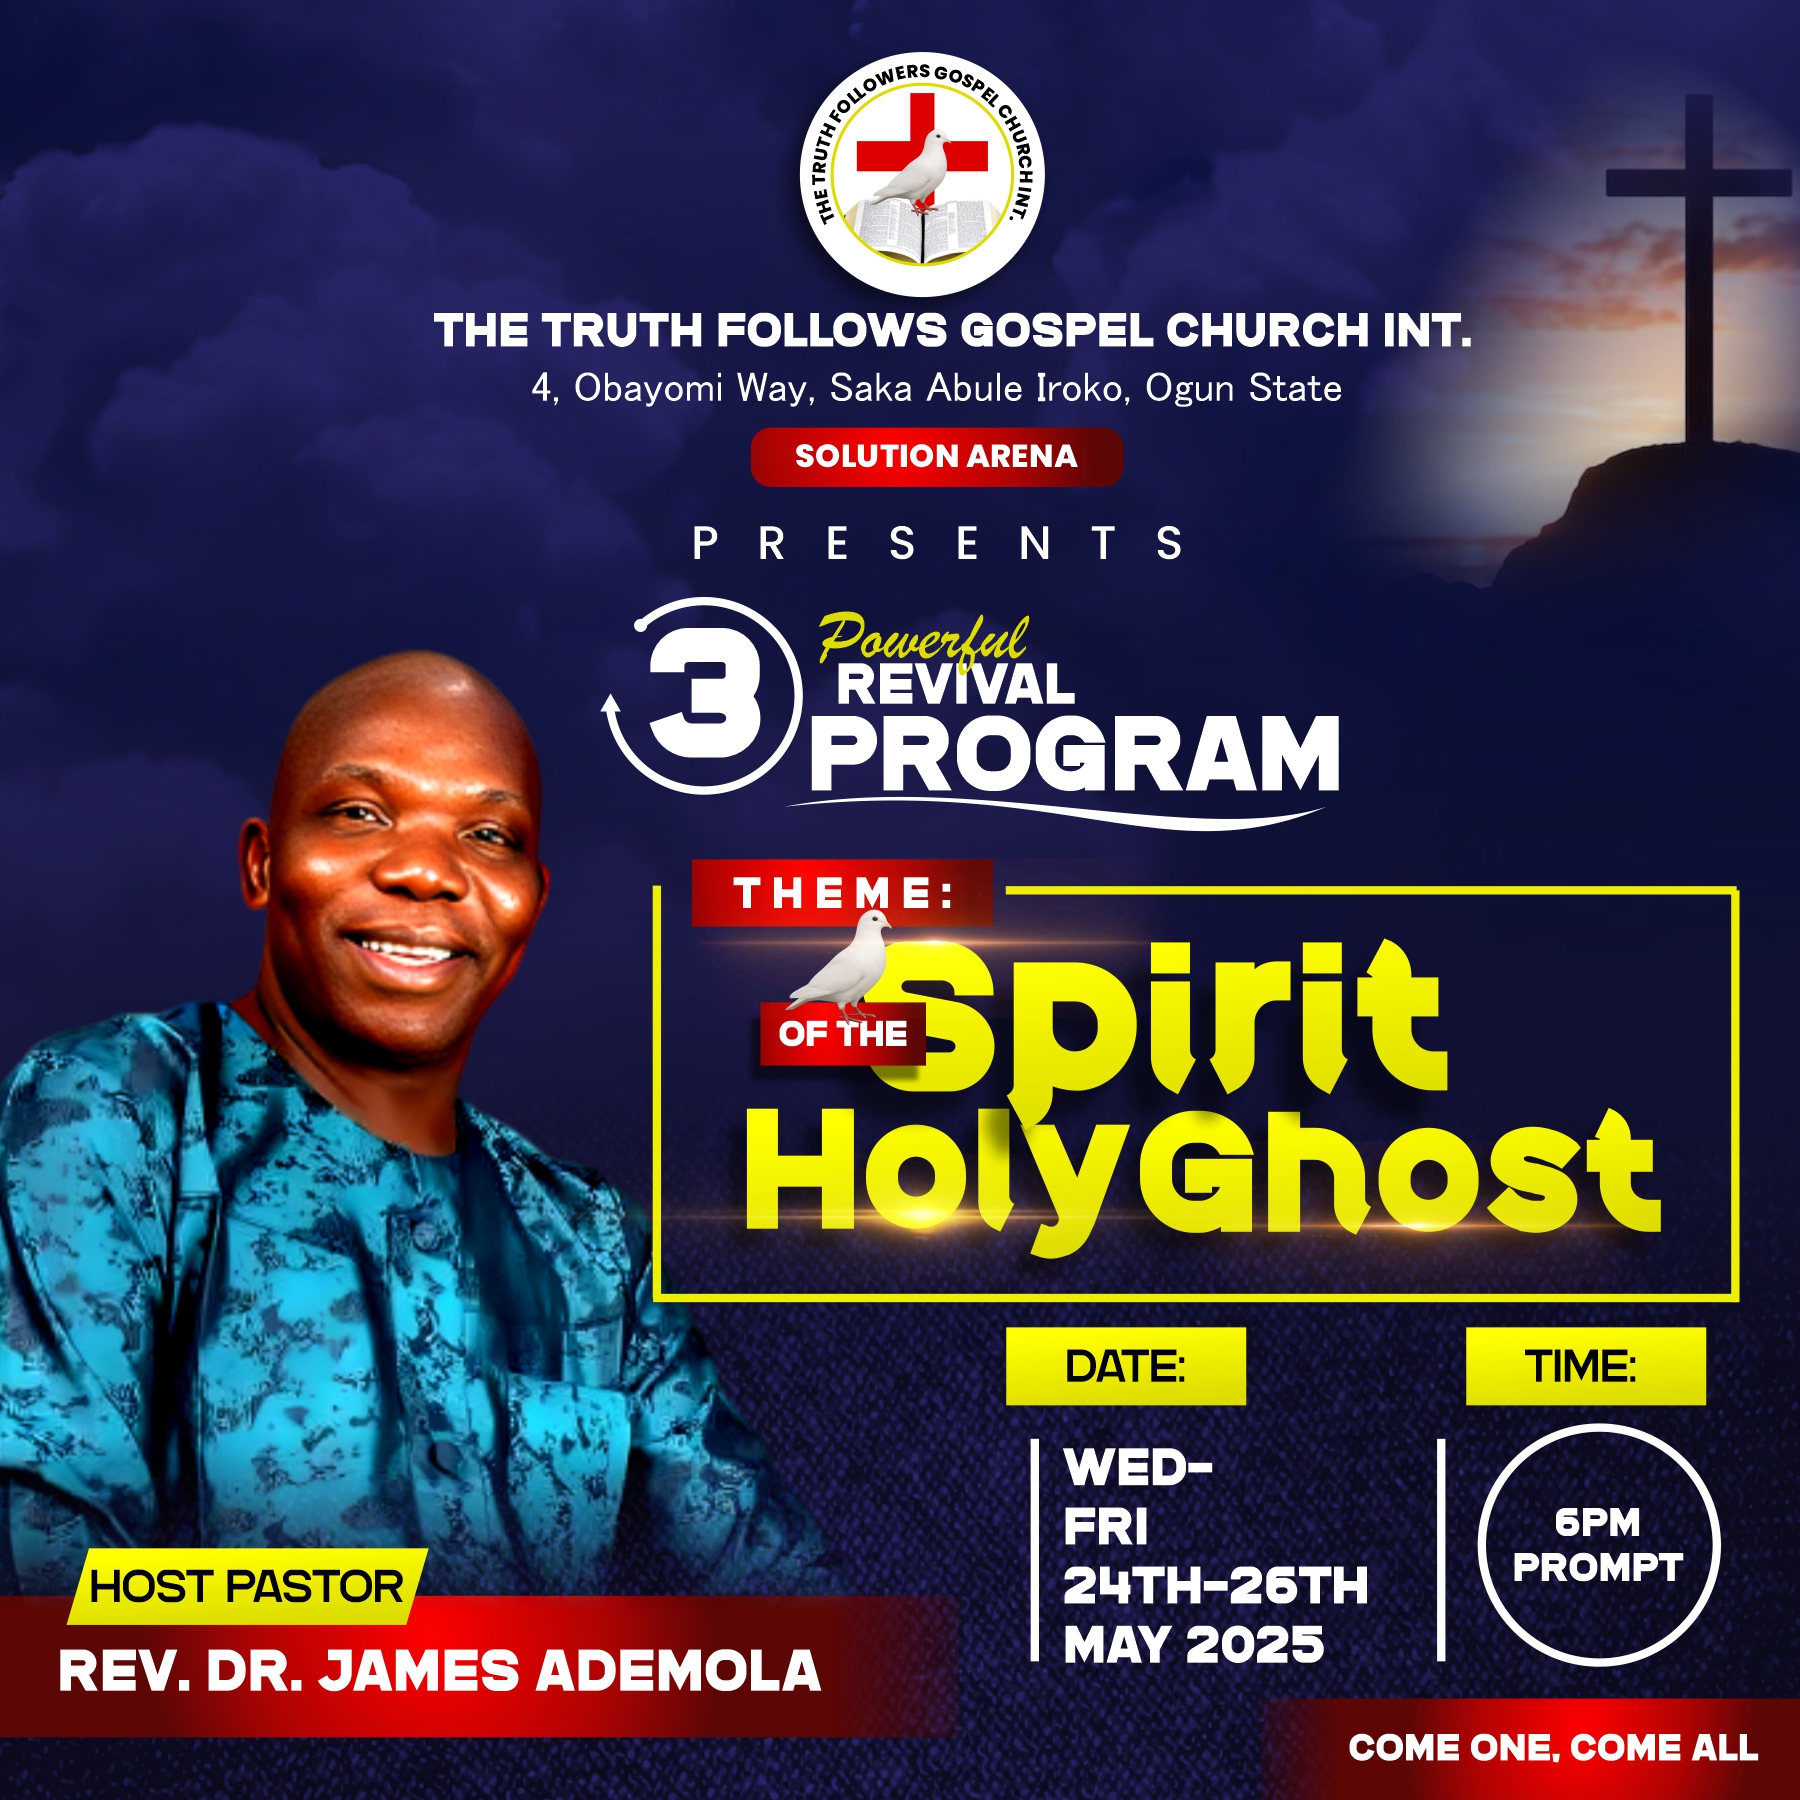 THE TRUTH FOLLOWERS GOSPEL CHURCH INT.
THE TRUTH FOLLOWS GOSPEL CHURCH INT.
4, Obayomi Way, Saka Abule Iroko, Ogun State
SOLUTION ARENA
PRESENTS
3
Powerful
REVIVAL
PROGRAM
THEME:
Spirit
OF THE
HolyGhost
DATE:
WED-
FRI
24TH-26TH
MAY 2025
TIME:
6PM
PROMPT
HOST PASTOR
REV. DR. JAMES ADEMOLA
COME ONE, COME ALL